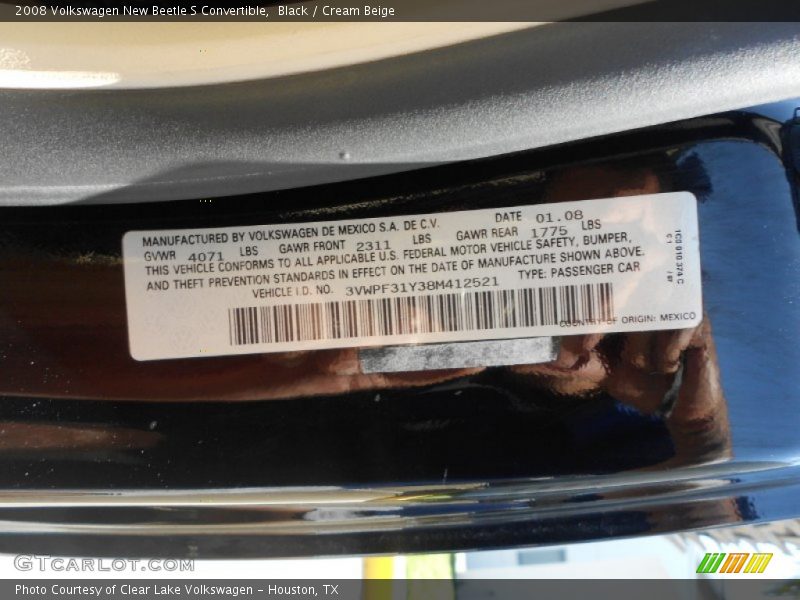 2008 Volkswagen New Beetle S Convertible, Black / Cream Beige
MANUFACTURED BY VOLKSWAGEN DE MEXICO S.A. DE C.V. DATE 01.08
GVWR 4071 LBS GAWR FRONT 2311 LBS GAWR REAR 1775 LBS
THIS VEHICLE CONFORMS TO ALL APPLICABLE U.S. FEDERAL MOTOR VEHICLE SAFETY, BUMPER,
AND THEFT PREVENTION STANDARDS IN EFFECT ON THE DATE OF MANUFACTURE SHOWN ABOVE.
VEHICLE I.D. NO. 3VWPF31Y38M412521 TYPE: PASSENGER CAR
COUNTRY OF ORIGIN: MEXICO
1C0 010 374 C
GTCARLOT.COM
Photo Courtesy of Clear Lake Volkswagen - Houston, TX